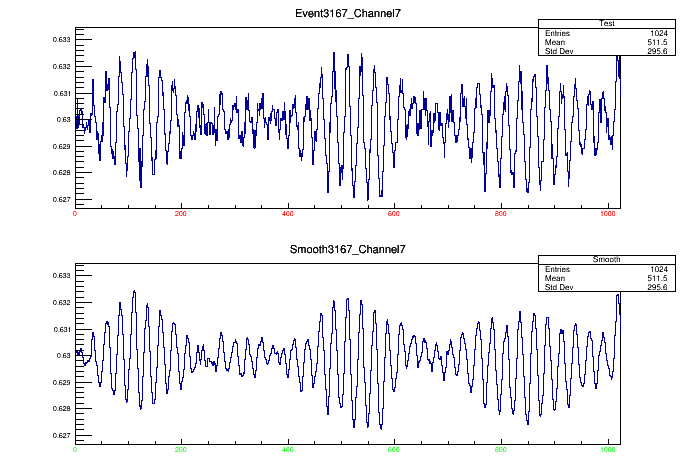 Event3167_Channel7
Test
Entries 1024
Mean 511.5
Std Dev 295.6
0.633
0.632
0.631
0.63
0.629
0.628
0.627
0 200 400 600 800 1000
Smooth3167_Channel7
Smooth
Entries 1024
Mean 511.5
Std Dev 295.6
0.633
0.632
0.631
0.63
0.629
0.628
0.627
0 200 400 600 800 1000